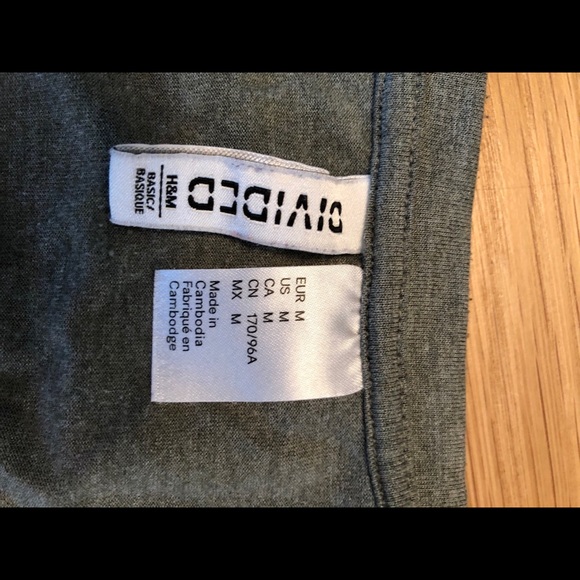 DIVIDED
H&M
BASIC/
BASIQUE
EUR M
US M
CA M
CN 170/96A
MX M
Made in
Cambodia
Fabriqué en
Cambodge